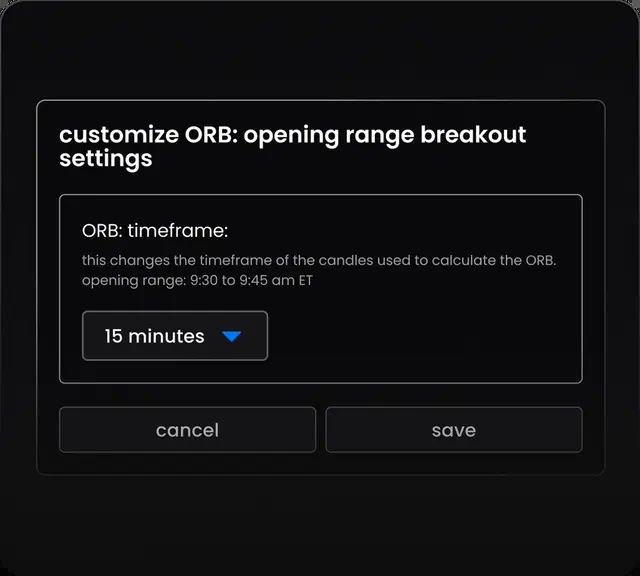 customize ORB: opening range breakout
settings
ORB: timeframe:
this changes the timeframe of the candles used to calculate the ORB.
opening range: 9:30 to 9:45 am ET
15 minutes
cancel
save